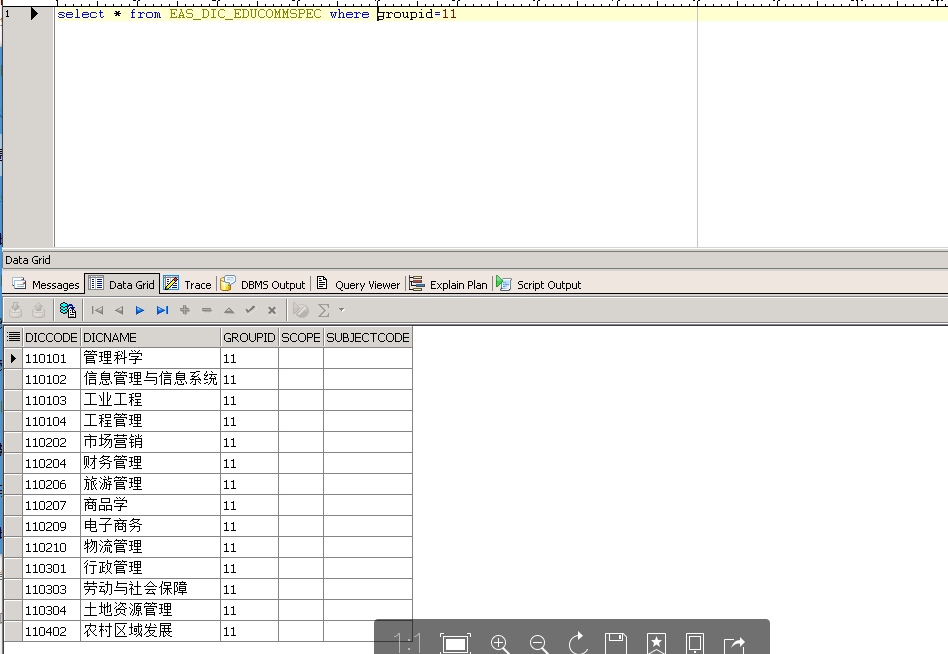 1 select * from EAS_DIC_EDUCOMMSPEC where groupid=11
Data Grid
Messages Data Grid Trace DBMS Output Query Viewer Explain Plan Script Output
DICCODE DICNAME GROUPID SCOPE SUBJECTCODE
110101 管理科学 11
110102 信息管理与信息系统 11
110103 工业工程 11
110104 工程管理 11
110202 市场营销 11
110204 财务管理 11
110206 旅游管理 11
110207 商品学 11
110209 电子商务 11
110210 物流管理 11
110301 行政管理 11
110303 劳动与社会保障 11
110304 土地资源管理 11
110402 农村区域发展 11
1:1